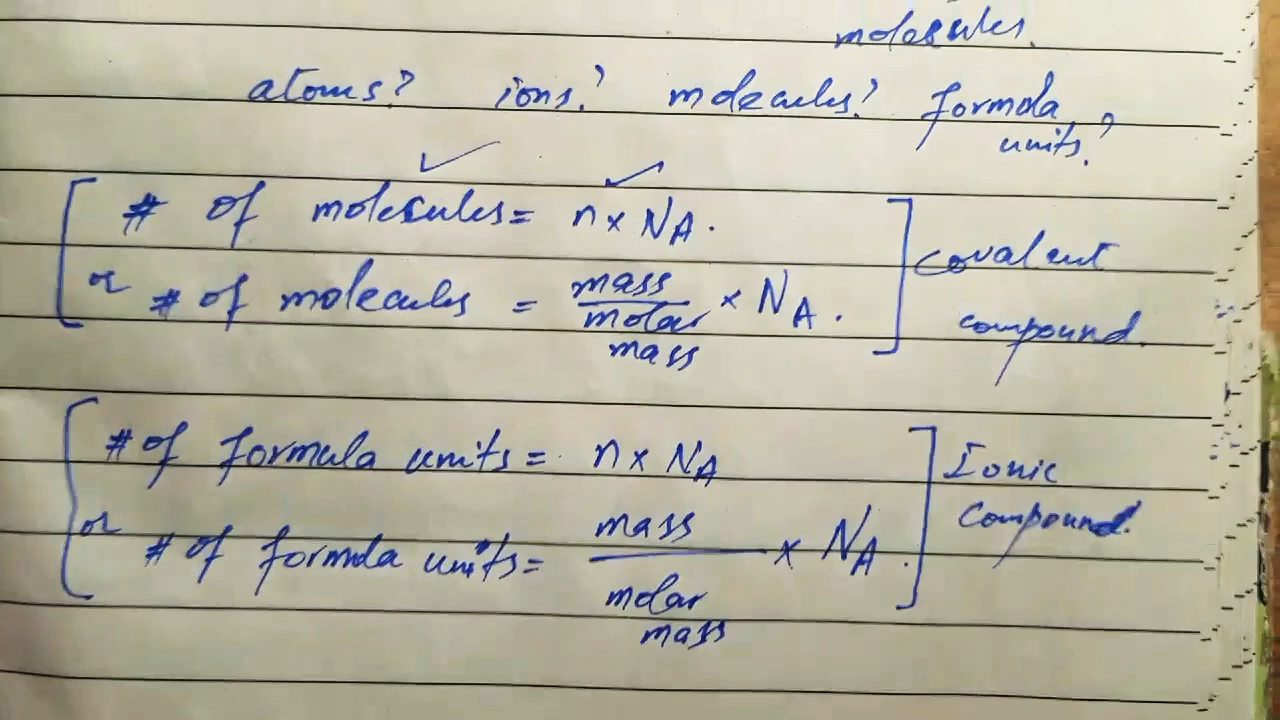 molecules.
atoms? ions? molecules? formula units?
# of molecules = n x NA.
or # of molecules = mass / molar mass x NA.
covalent compound.
# of formula units = n x NA
or # of formula units = mass / molar mass x NA.
Ionic compound.